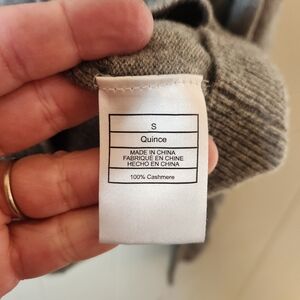 S
Quince
MADE IN CHINA
FABRIQUÉ EN CHINE
HECHO EN CHINA
100% Cashmere